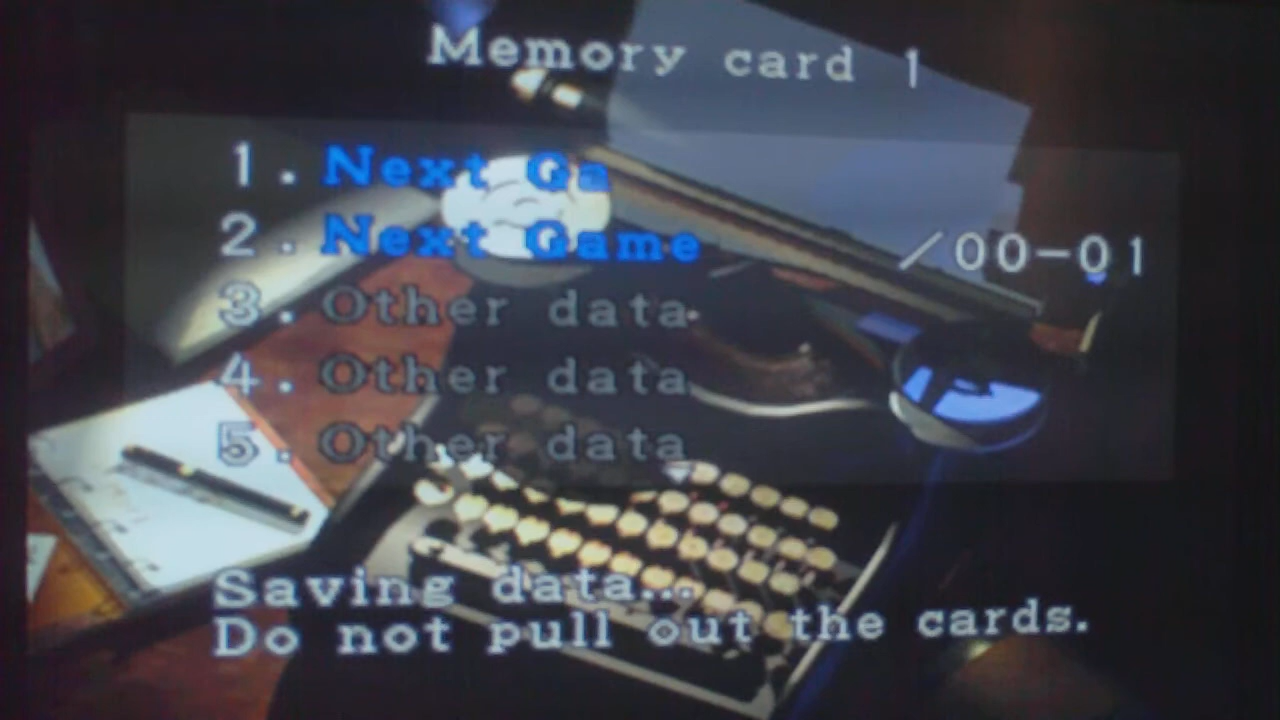 Memory card 1
1. Next Ga
2. Next Game /00-01
3. Other data
4. Other data
5. Other data
Saving data...
Do not pull out the cards.